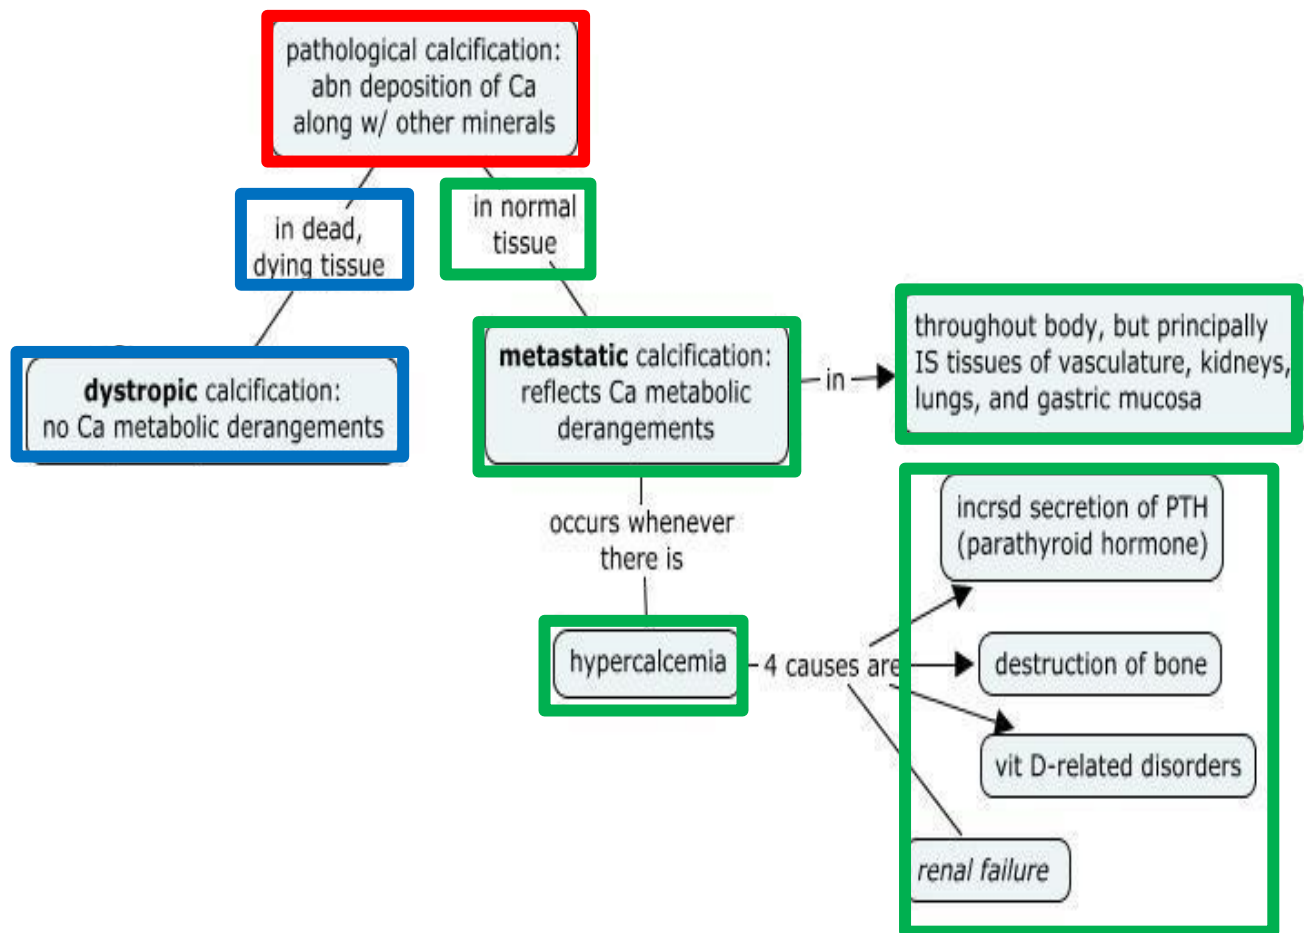 pathological calcification:
abn deposition of Ca
along w/ other minerals
in dead,
dying tissue
in normal
tissue
dystropic calcification:
no Ca metabolic derangements
metastatic calcification:
reflects Ca metabolic
derangements
in
throughout body, but principally
IS tissues of vasculature, kidneys,
lungs, and gastric mucosa
occurs whenever
there is
hypercalcemia
4 causes are
incrsd secretion of PTH
(parathyroid hormone)
destruction of bone
vit D-related disorders
renal failure